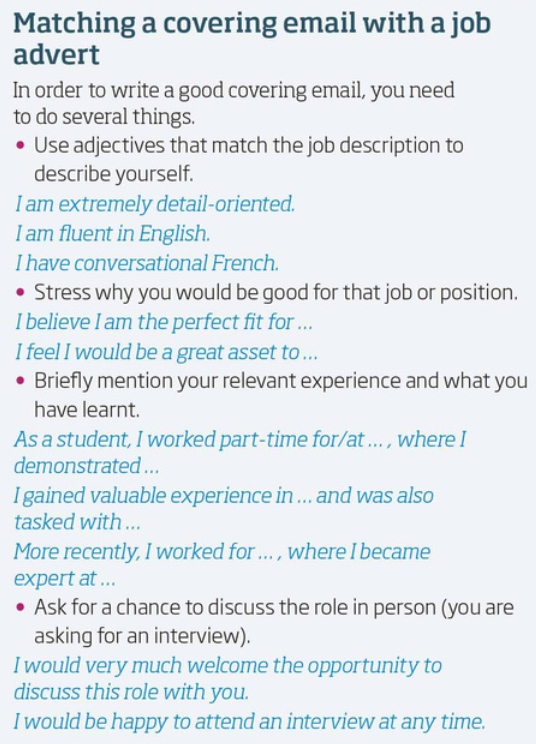 Matching a covering email with a job
advert
In order to write a good covering email, you need
to do several things.
• Use adjectives that match the job description to
describe yourself.
I am extremely detail-oriented.
I am fluent in English.
I have conversational French.
• Stress why you would be good for that job or position.
I believe I am the perfect fit for ...
I feel I would be a great asset to ...
• Briefly mention your relevant experience and what you
have learnt.
As a student, I worked part-time for/at ... , where I
demonstrated ...
I gained valuable experience in ... and was also
tasked with ...
More recently, I worked for ... , where I became
expert at ...
• Ask for a chance to discuss the role in person (you are
asking for an interview).
I would very much welcome the opportunity to
discuss this role with you.
I would be happy to attend an interview at any time.